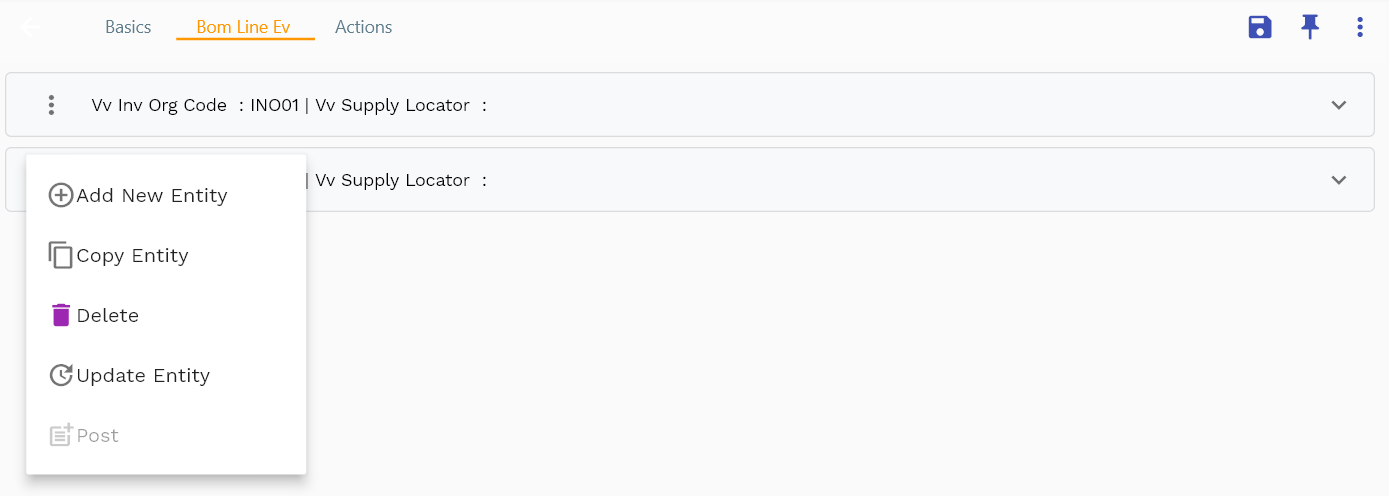 Basics Bom Line Ev Actions
Vv Inv Org Code : INO01 | Vv Supply Locator :
| Vv Supply Locator :
Add New Entity
Copy Entity
Delete
Update Entity
Post